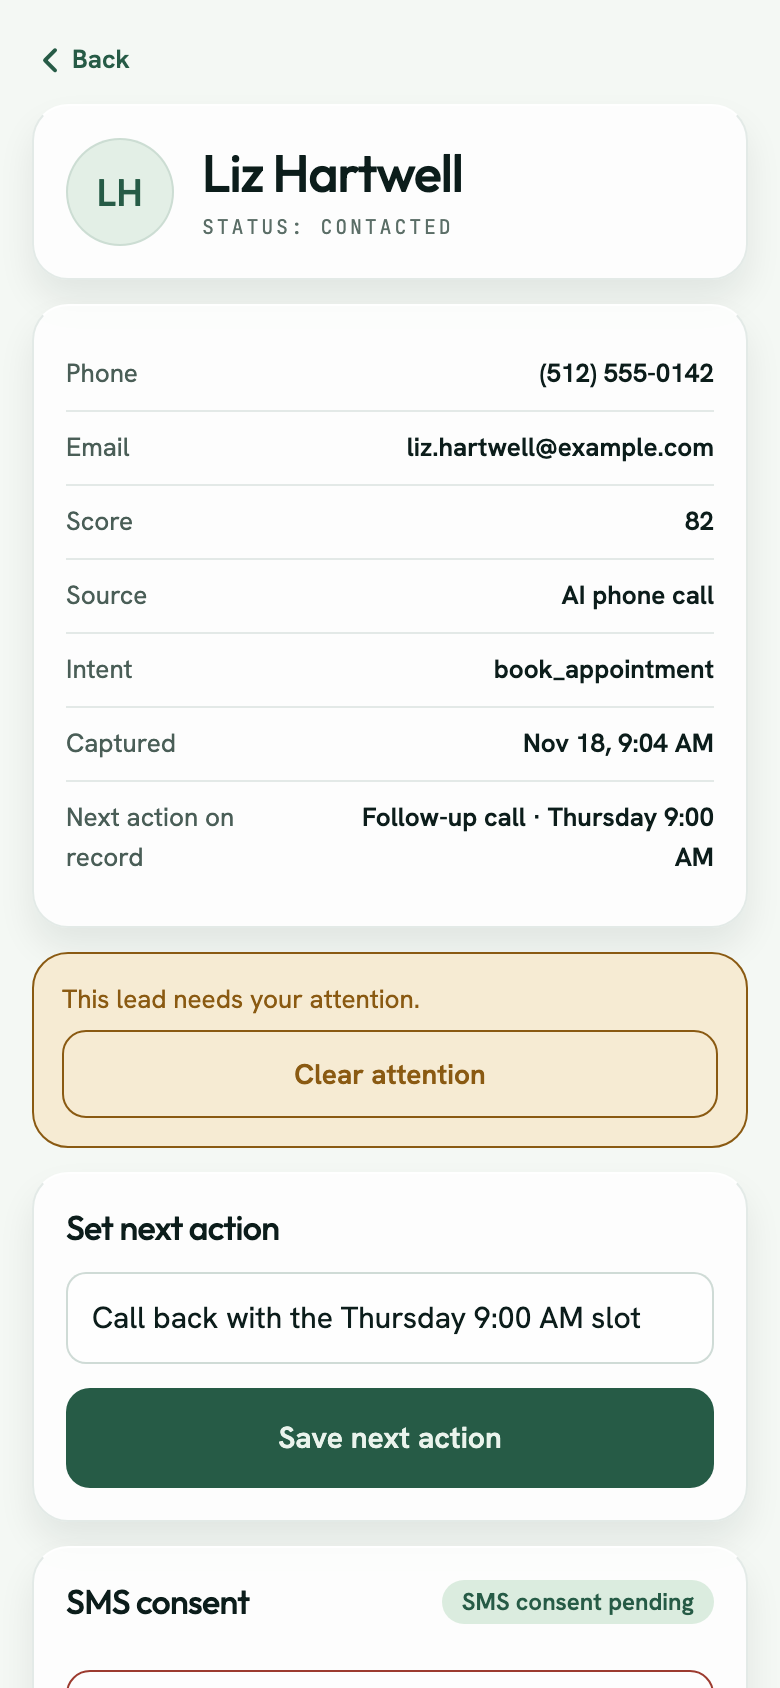 Back
LH
Liz Hartwell
STATUS: CONTACTED
Phone (512) 555-0142
Email liz.hartwell@example.com
Score 82
Source AI phone call
Intent book_appointment
Captured Nov 18, 9:04 AM
Next action on record Follow-up call · Thursday 9:00 AM
This lead needs your attention.
Clear attention
Set next action
Call back with the Thursday 9:00 AM slot
Save next action
SMS consent SMS consent pending